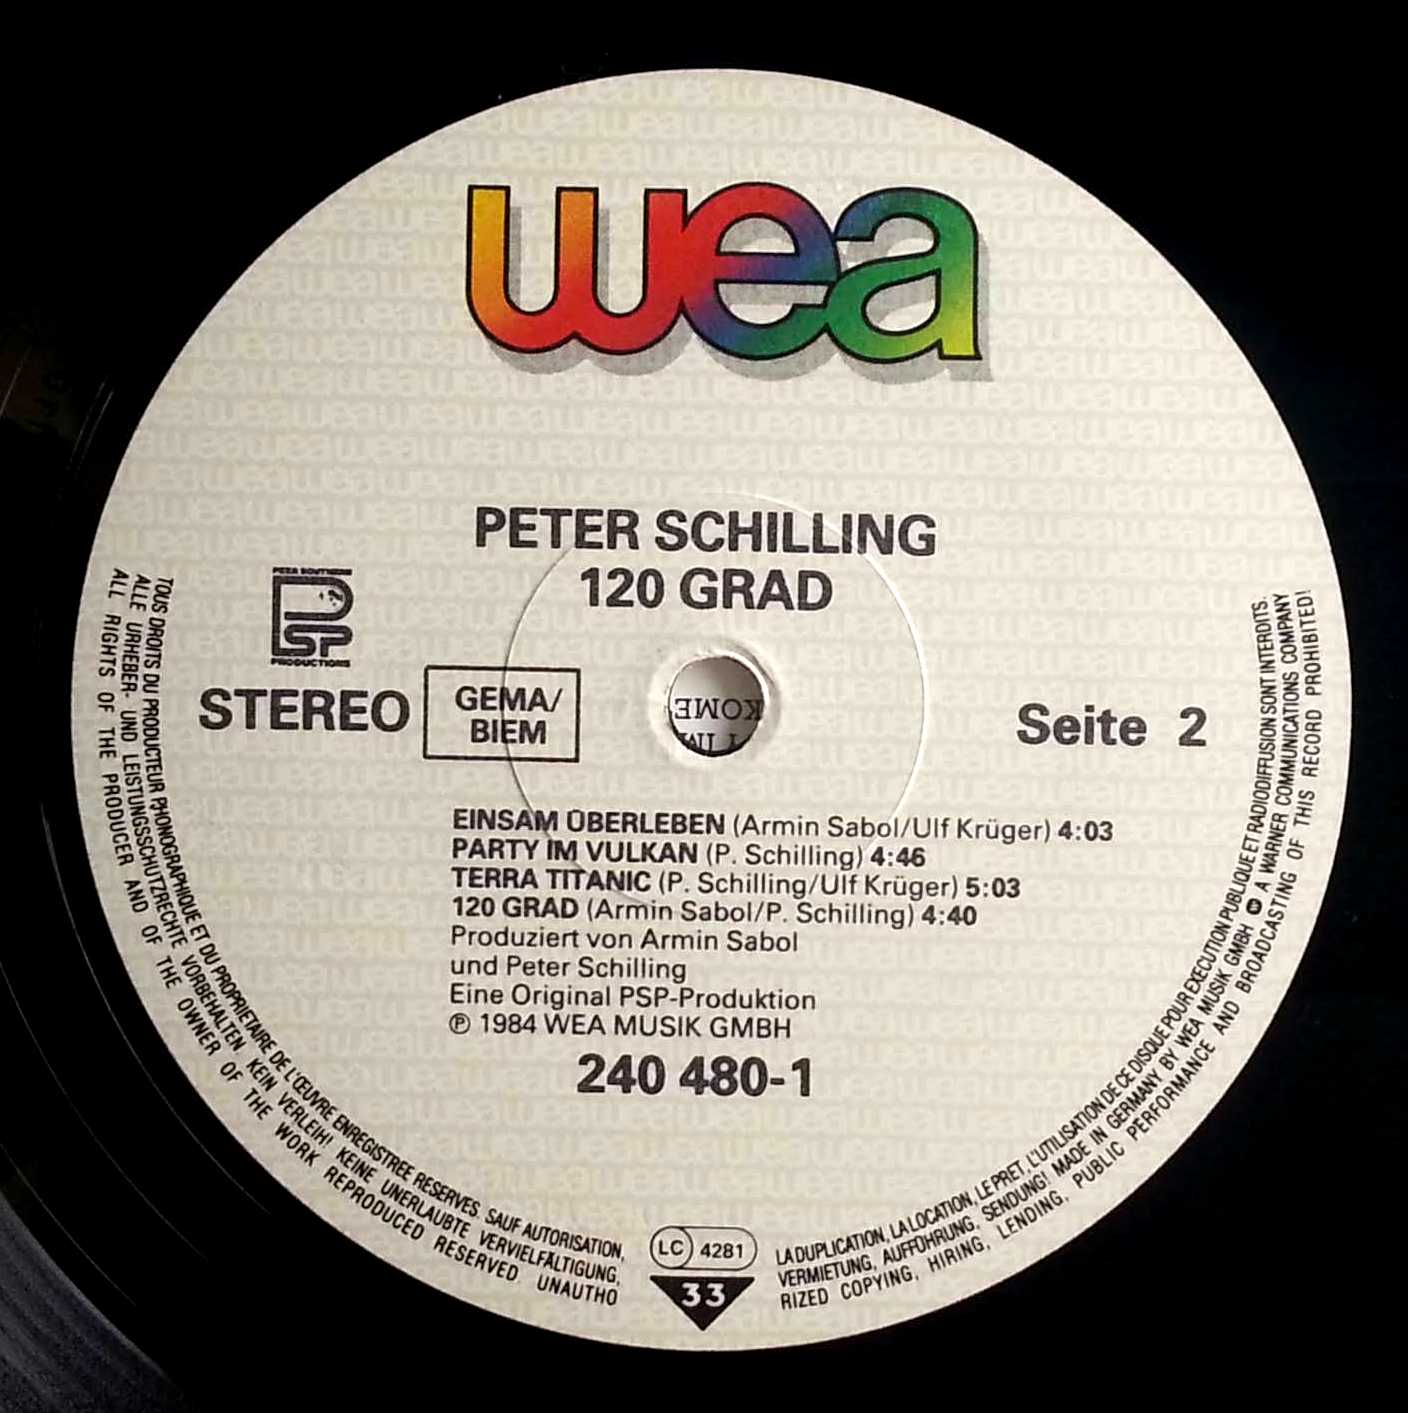 wea
PETER SCHILLING
120 GRAD
PEER SOUTHERN
PSP
PRODUCTIONS
STEREO
GEMA/
BIEM
Seite 2
EINSAM ÜBERLEBEN (Armin Sabol/Ulf Krüger) 4:03
PARTY IM VULKAN (P. Schilling) 4:46
TERRA TITANIC (P. Schilling/Ulf Krüger) 5:03
120 GRAD (Armin Sabol/P. Schilling) 4:40
Produziert von Armin Sabol
und Peter Schilling
Eine Original PSP-Produktion
Ⓟ 1984 WEA MUSIK GMBH
240 480-1
TOUS DROITS DU PRODUCTEUR PHONOGRAPHIQUE ET DU PROPRIETAIRE DE L'ŒUVRE ENREGISTREE RESERVES. SAUF AUTORISATION, LA DUPLICATION, LA LOCATION, LE PRET, L'UTILISATION DE CE DISQUE POUR EXECUTION PUBLIQUE ET RADIODIFFUSION SONT INTERDITS.
ALLE URHEBER- UND LEISTUNGSSCHUTZRECHTE VORBEHALTEN. KEIN VERLEIH! KEINE UNERLAUBTE VERVIELFÄLTIGUNG, VERMIETUNG, AUFFÜHRUNG, SENDUNG! MADE IN GERMANY BY WEA MUSIK GMBH A WARNER COMMUNICATIONS COMPANY
ALL RIGHTS OF THE PRODUCER AND OF THE OWNER OF THE WORK REPRODUCED RESERVED. UNAUTHORIZED COPYING, HIRING, LENDING, PUBLIC PERFORMANCE AND BROADCASTING OF THIS RECORD PROHIBITED!
LC 4281
33